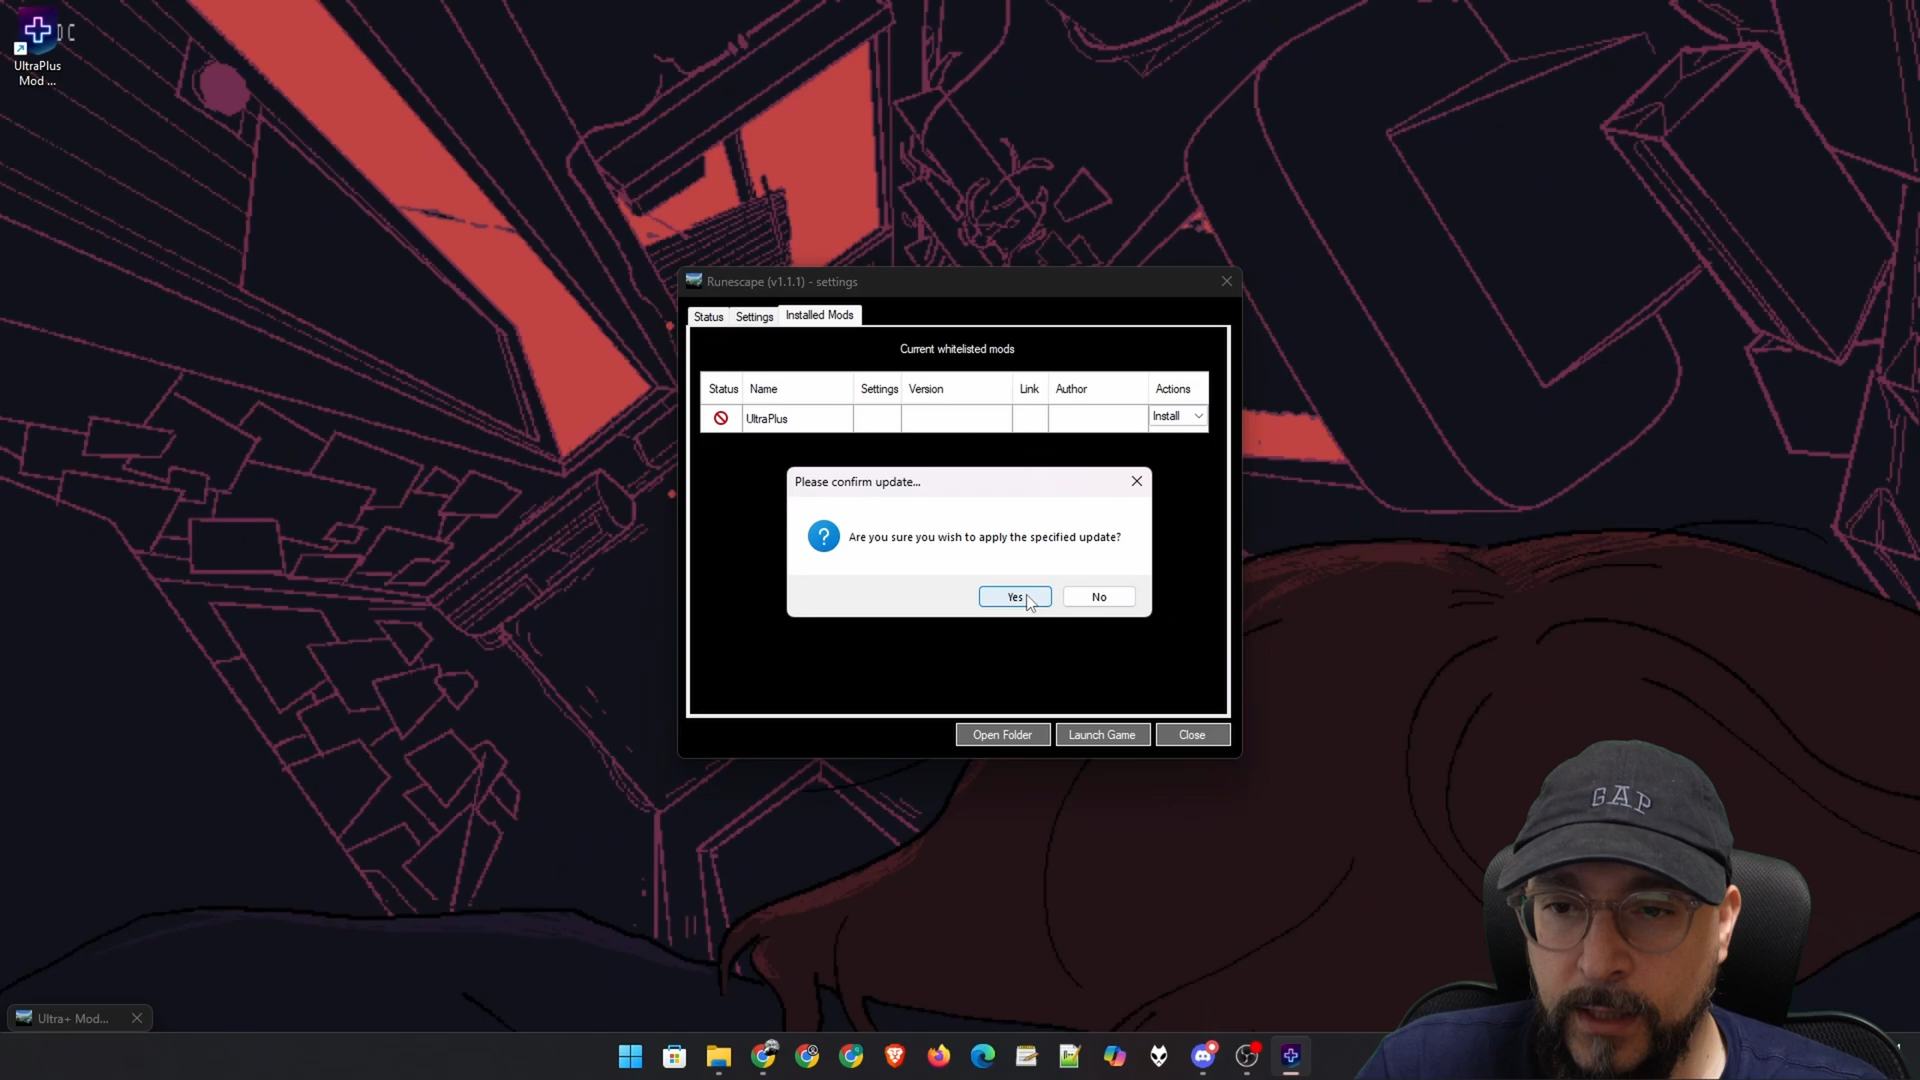 DC
UltraPlus
Mod ...
Runescape (v1.1.1) - settings
Status Settings Installed Mods
Current whitelisted mods
Status Name Settings Version Link Author Actions
UltraPlus Install
Please confirm update...
Are you sure you wish to apply the specified update?
Yes No
Open Folder Launch Game Close
GAP
Ultra+ Mod...